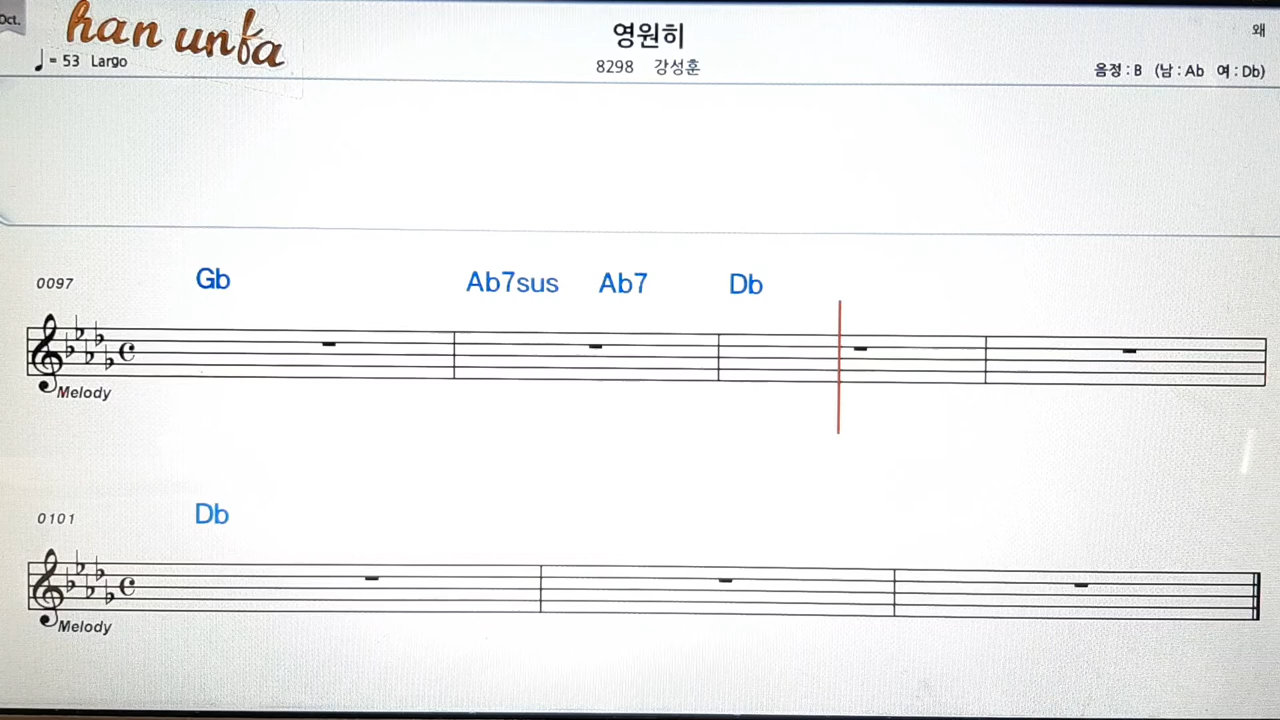 Oct.
han unfa
♩ = 53 Largo
영원히
8298 강성훈
왜
음정 : B (남 : Ab 여 : Db)
0097 Gb Ab7sus Ab7 Db
Melody
0101 Db
Melody